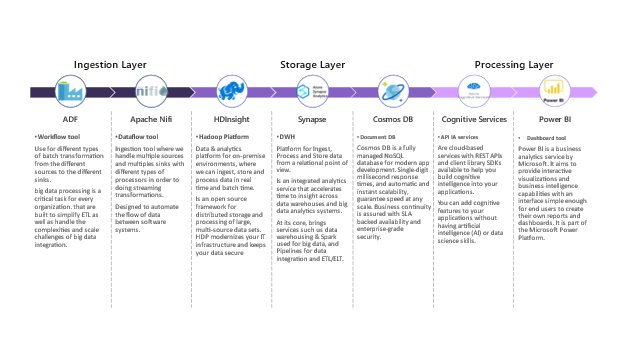 Ingestion Layer
Storage Layer
Processing Layer
nifi
Azure
Synapse
Analytics
Power BI
ADF
•Workflow tool
Use for different types
of batch transformation
from the different
sources to the different
sinks.
big data processing is a
critical task for every
organization. that are
built to simplify ETL as
well as handle the
complexities and scale
challenges of big data
integration.
Apache Nifi
•Dataflow tool
Ingestion tool where we
handle multiple sources
and multiples sinks with
different types of
processors in order to
doing streaming
transformations.
Designed to automate
the flow of data
between software
systems.
HDInsight
•Hadoop Platform
Data & analytics
platform for on-premise
environments, where
we can ingest, store and
process data in real
time and batch time.
Is an open source
framework for
distributed storage and
processing of large,
multi-source data sets.
HDP modernizes your IT
infrastructure and keeps
your data secure
Synapse
•DWH
Platform for Ingest,
Process and Store data
from a relational point of
view.
Is an integrated analytics
service that accelerates
time to insight across
data warehouses and big
data analytics systems.
At its core, brings
services such us data
warehousing & Spark
used for big data, and
Pipelines for data
integration and ETL/ELT.
Cosmos DB
•Document DB
Cosmos DB is a fully
managed NoSQL
database for modern app
development. Single-digit
millisecond response
times, and automatic and
instant scalability,
guarantee speed at any
scale. Business continuity
is assured with SLA
backed availability and
enterprise-grade
security.
Cognitive Services
•API IA services
Are cloud-based
services with REST APIs
and client library SDKs
available to help you
build cognitive
intelligence into your
applications.
You can add cognitive
features to your
applications without
having artificial
intelligence (AI) or data
science skills.
Power BI
• Dashboard tool
Power BI is a business
analytics service by
Microsoft. It aims to
provide interactive
visualizations and
business intelligence
capabilities with an
interface simple enough
for end users to create
their own reports and
dashboards. It is part of
the Microsoft Power
Platform.